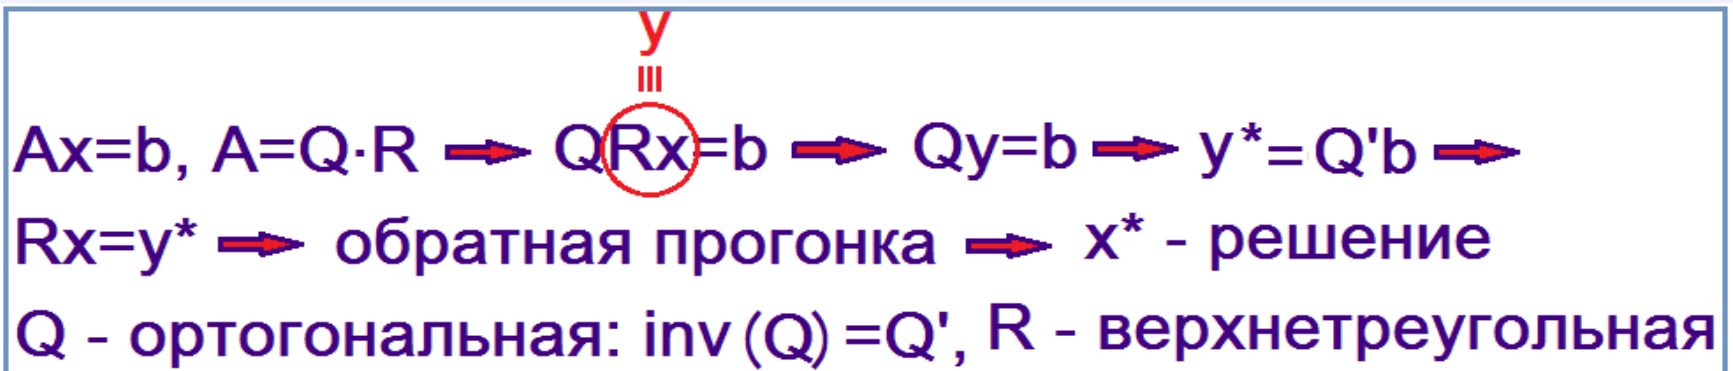 y
≡
Ax=b, A=Q·R ➡ QRx=b ➡ Qy=b ➡ y*=Q'b ➡
Rx=y* ➡ обратная прогонка ➡ x* - решение
Q - ортогональная: inv(Q)=Q', R - верхнетреугольная